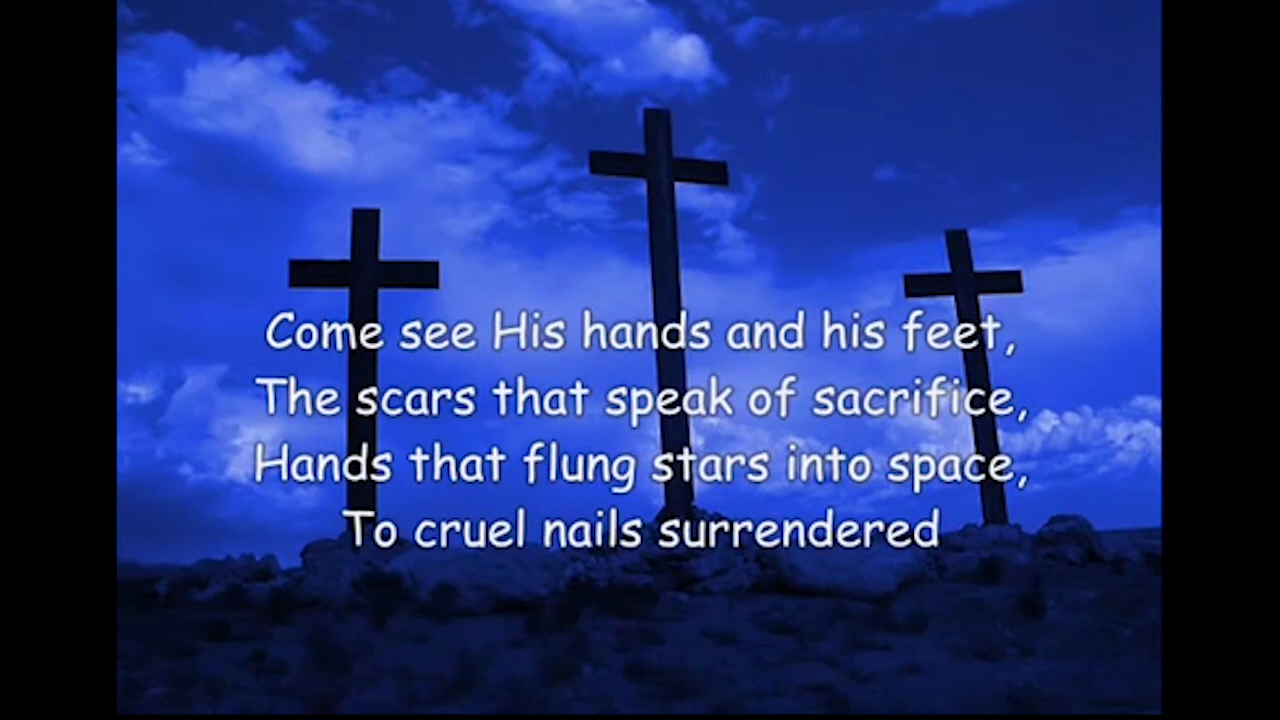 Come see His hands and his feet,
The scars that speak of sacrifice,
Hands that flung stars into space,
To cruel nails surrendered